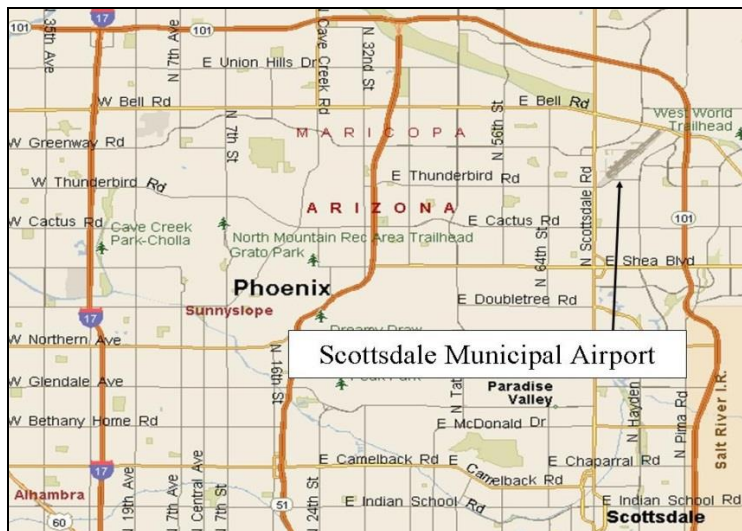 N 35th Ave
17
101
N 7th Ave
101
N Cave Creek Rd
N 32nd St
101
E Union Hills Dr
W Bell Rd
E Bell Rd
West World
Trailhead
N 7th St
MARICOPA
N 56th St
W Greenway Rd
W Thunderbird Rd
E Thunderbird Rd
N Scottsdale Rd
ARIZONA
W Cactus Rd
E Cactus Rd
Cave Creek
Park-Cholla
North Mountain Rec Area Trailhead
Grato Park
N 64th St
101
E Shea Blvd
Phoenix
E Doubletree Rd
Sunnyslope
17
Dreamy Draw
W Northern Ave
Scottsdale Municipal Airport
N 16th St
W Glendale Ave
Peak Park
N Tat
Paradise
Valley
N Hayden
N Pima Rd
Salt River I.R.
W Bethany Home Rd
E McDonald Dr
17
E Camelback Rd
E Camelback Rd
E Chaparral Rd
Alhambra
N 19th Ave
N 7th Ave
N Central Ave
N 7th St
51
N 24th St
E Indian School Rd
E Indian School Rd
60
Scottsdale